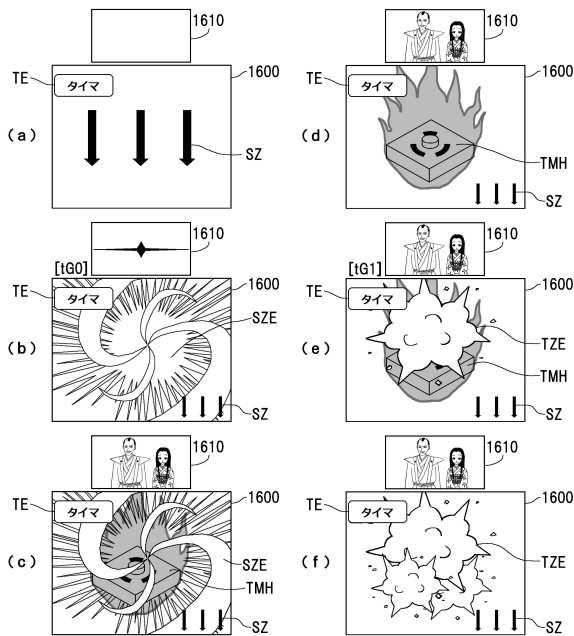 1610
TE
1600
タイマ
(a)
SZ
1610
[tG0]
TE
1600
タイマ
SZE
(b)
SZ
1610
TE
1600
タイマ
(c)
SZE
TMH
SZ
1610
TE
1600
タイマ
(d)
TMH
SZ
1610
[tG1]
TE
1600
タイマ
TZE
(e)
TMH
SZ
1610
TE
1600
タイマ
(f)
TZE
SZ